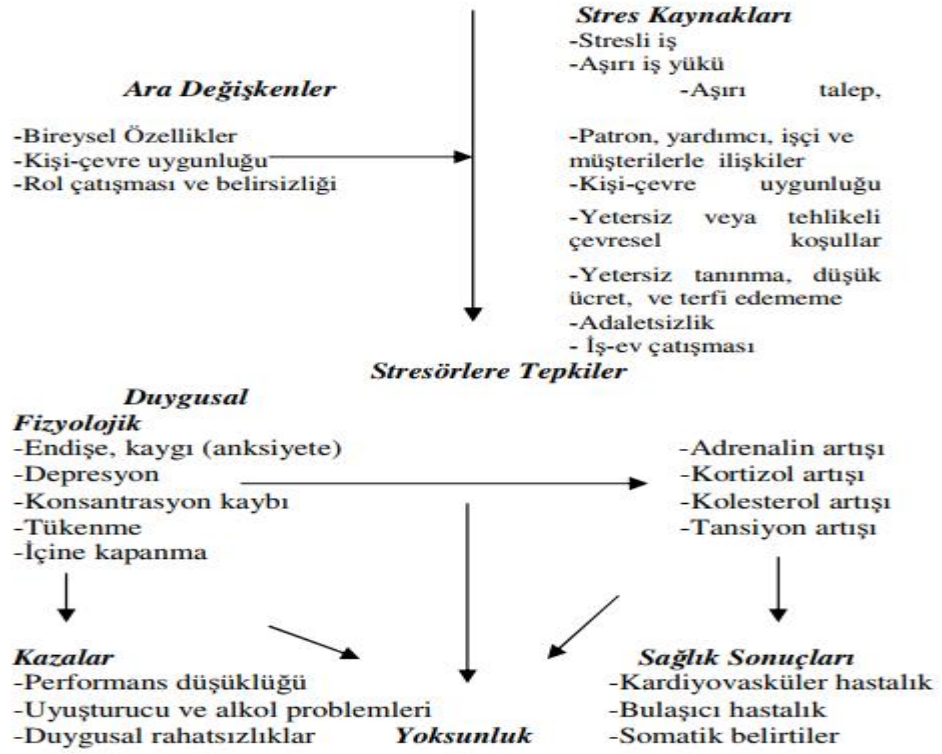 Stres Kaynakları
-Stresli iş
-Aşırı iş yükü
-Aşırı talep,
Ara Değişkenler
-Bireysel Özellikler
-Kişi-çevre uygunluğu
-Rol çatışması ve belirsizliği
-Patron, yardımcı, işçi ve
müşterilerle ilişkiler
-Kişi-çevre uygunluğu
-Yetersiz veya tehlikeli
çevresel koşullar
-Yetersiz tanınma, düşük
ücret, ve terfi edememe
-Adaletsizlik
- İş-ev çatışması
Stresörlere Tepkiler
Duygusal
Fizyolojik
-Endişe, kaygı (anksiyete)
-Depresyon
-Konsantrasyon kaybı
-Tükenme
-İçine kapanma
-Adrenalin artışı
-Kortizol artışı
-Kolesterol artışı
-Tansiyon artışı
Kazalar
-Performans düşüklüğü
-Uyuşturucu ve alkol problemleri
-Duygusal rahatsızlıklar
Yoksunluk
Sağlık Sonuçları
-Kardiyovasküler hastalık
-Bulaşıcı hastalık
-Somatik belirtiler